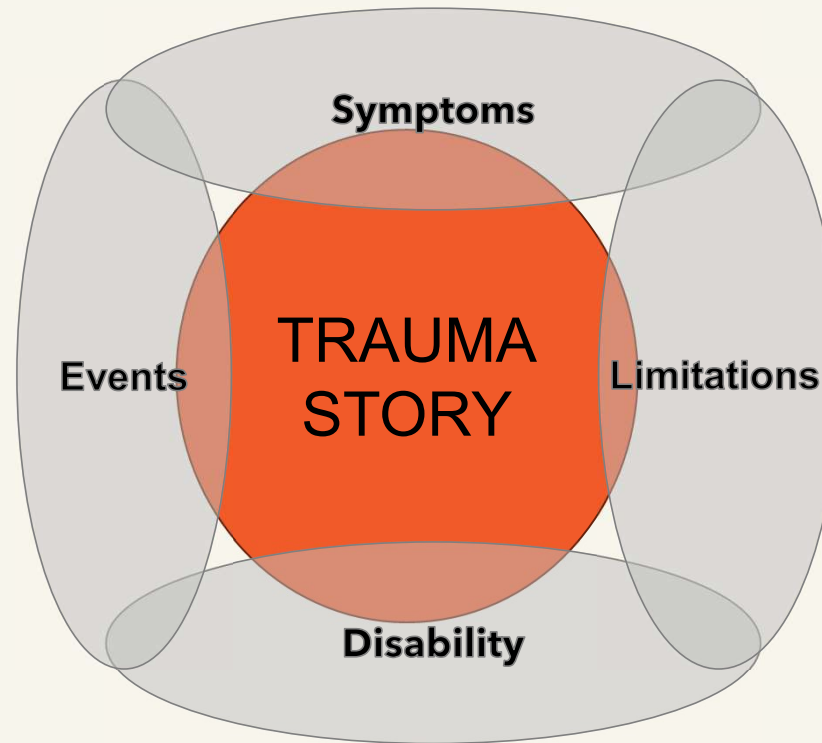 Symptoms
TRAUMA
STORY
Events
Limitations
Disability